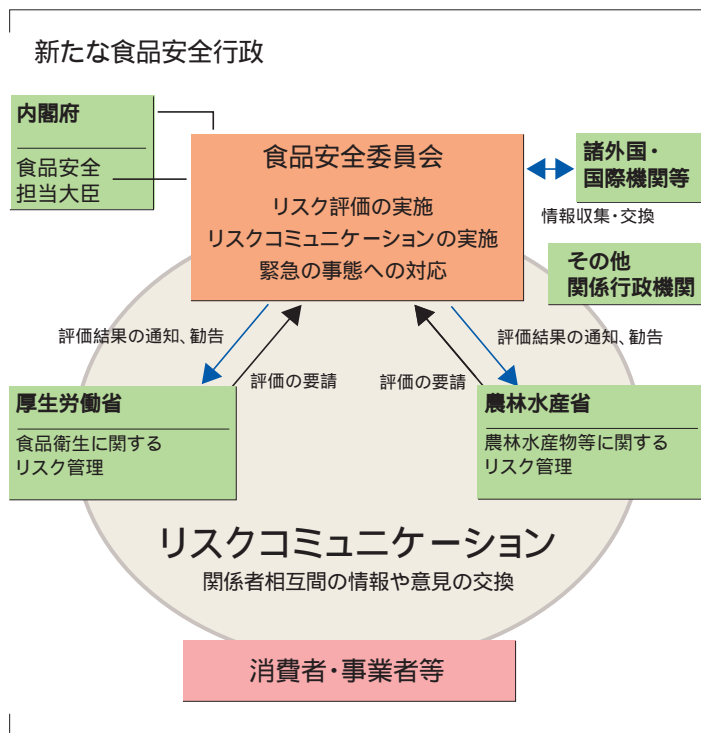 新たな食品安全行政
内閣府
食品安全
担当大臣
食品安全委員会
リスク評価の実施
リスクコミュニケーションの実施
緊急の事態への対応
諸外国・
国際機関等
情報収集・交換
その他
関係行政機関
評価結果の通知、勧告
評価の要請
評価の要請
評価結果の通知、勧告
厚生労働省
食品衛生に関する
リスク管理
農林水産省
農林水産物等に関する
リスク管理
リスクコミュニケーション
関係者相互間の情報や意見の交換
消費者・事業者等